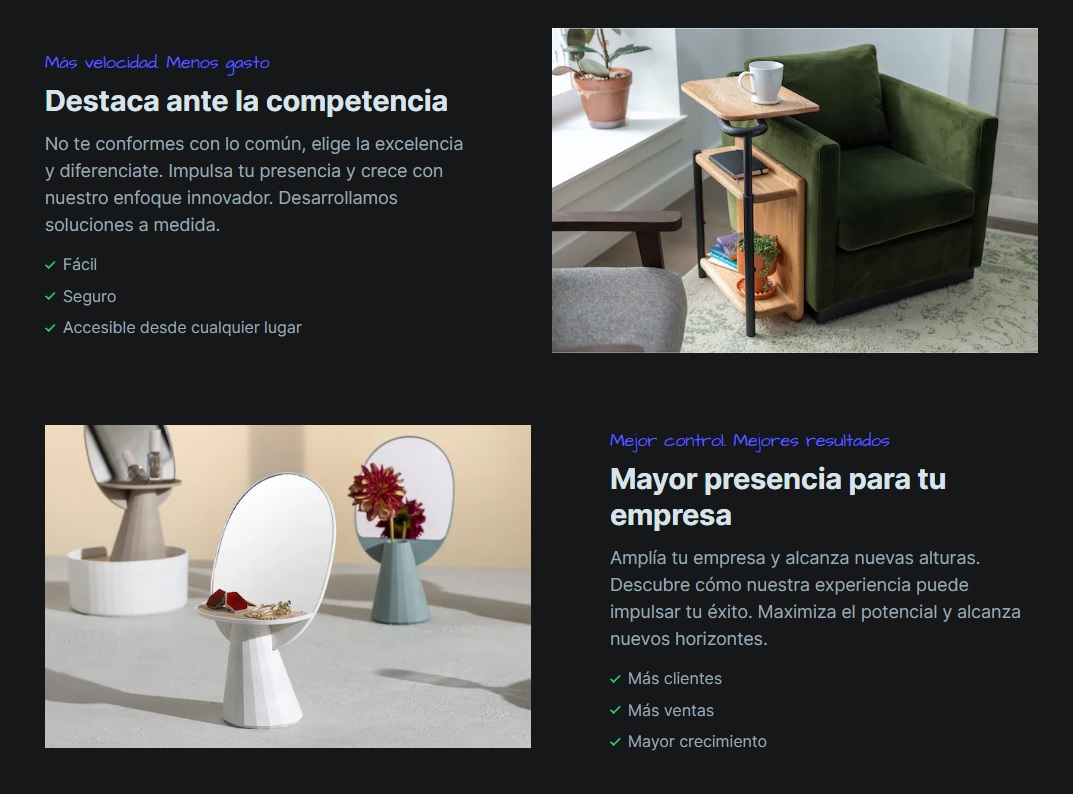 Más velocidad. Menos gasto
Destaca ante la competencia
No te conformes con lo común, elige la excelencia
y diferenciate. Impulsa tu presencia y crece con
nuestro enfoque innovador. Desarrollamos
soluciones a medida.
Fácil
Seguro
Accesible desde cualquier lugar
Mejor control. Mejores resultados
Mayor presencia para tu
empresa
Amplía tu empresa y alcanza nuevas alturas.
Descubre cómo nuestra experiencia puede
impulsar tu éxito. Maximiza el potencial y alcanza
nuevos horizontes.
Más clientes
Más ventas
Mayor crecimiento